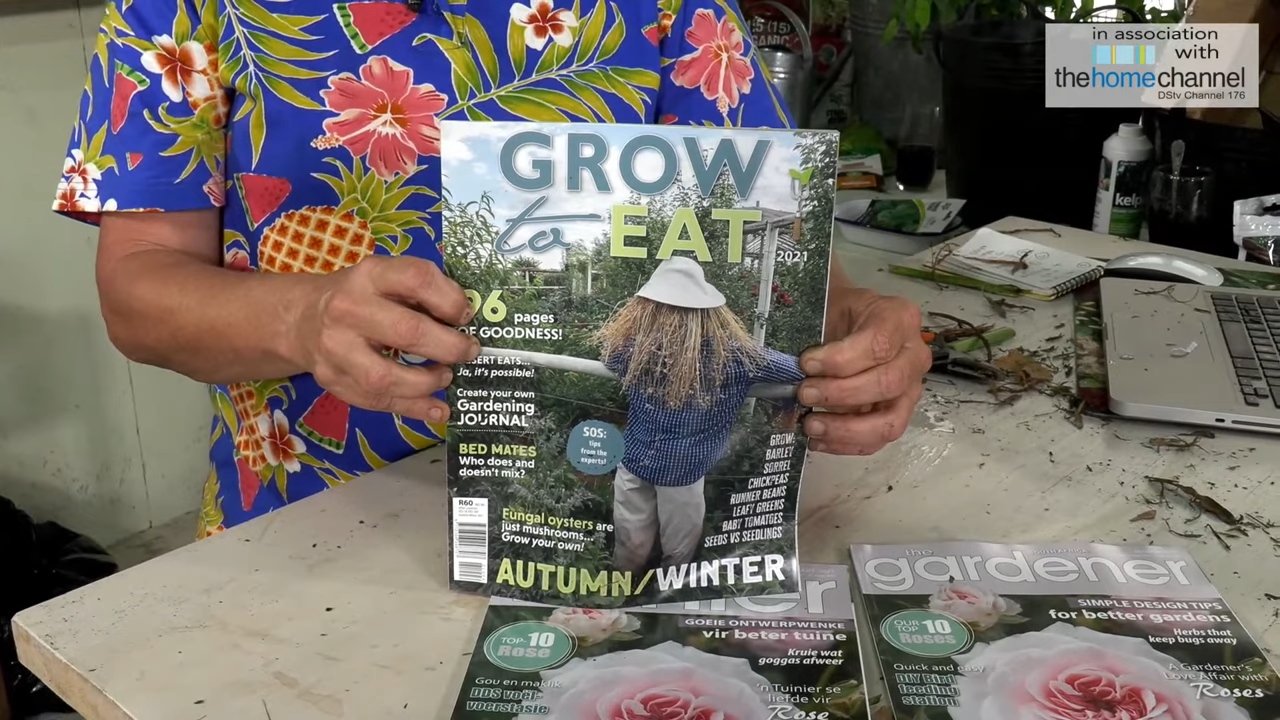 in association
with
thehomechannel
DStv Channel 176
GROW
to EAT
2021
96 pages
OF GOODNESS!
Ja, it's possible!
Create your own
Gardening
JOURNAL
BED MATES
Who does and
doesn't mix?
SOS:
tips
from the
experts!
GROW:
BARLEY
SORREL
CHICKPEAS
RUNNER BEANS
LEAFY GREENS
BABY TOMATOES
SEEDS VS SEEDLINGS
R60
Fungal oysters are
just mushrooms...
Grow your own!
AUTUMN/WINTER
kelp
GOEIE ONTWERPWENKE
vir beter tuine
TOP-10
Rose
Kruie wat
goggas afweer
Gou en maklik
DDS voël-
voerstasie
'n Tuinier se
liefde vir
Rose
the
gardener
SIMPLE DESIGN TIPS
for better gardens
OUR TOP 10
Roses
Herbs that
keep bugs away
Quick and easy
DIY Bird
feeding
station
A Gardener's
Love Affair with
Roses